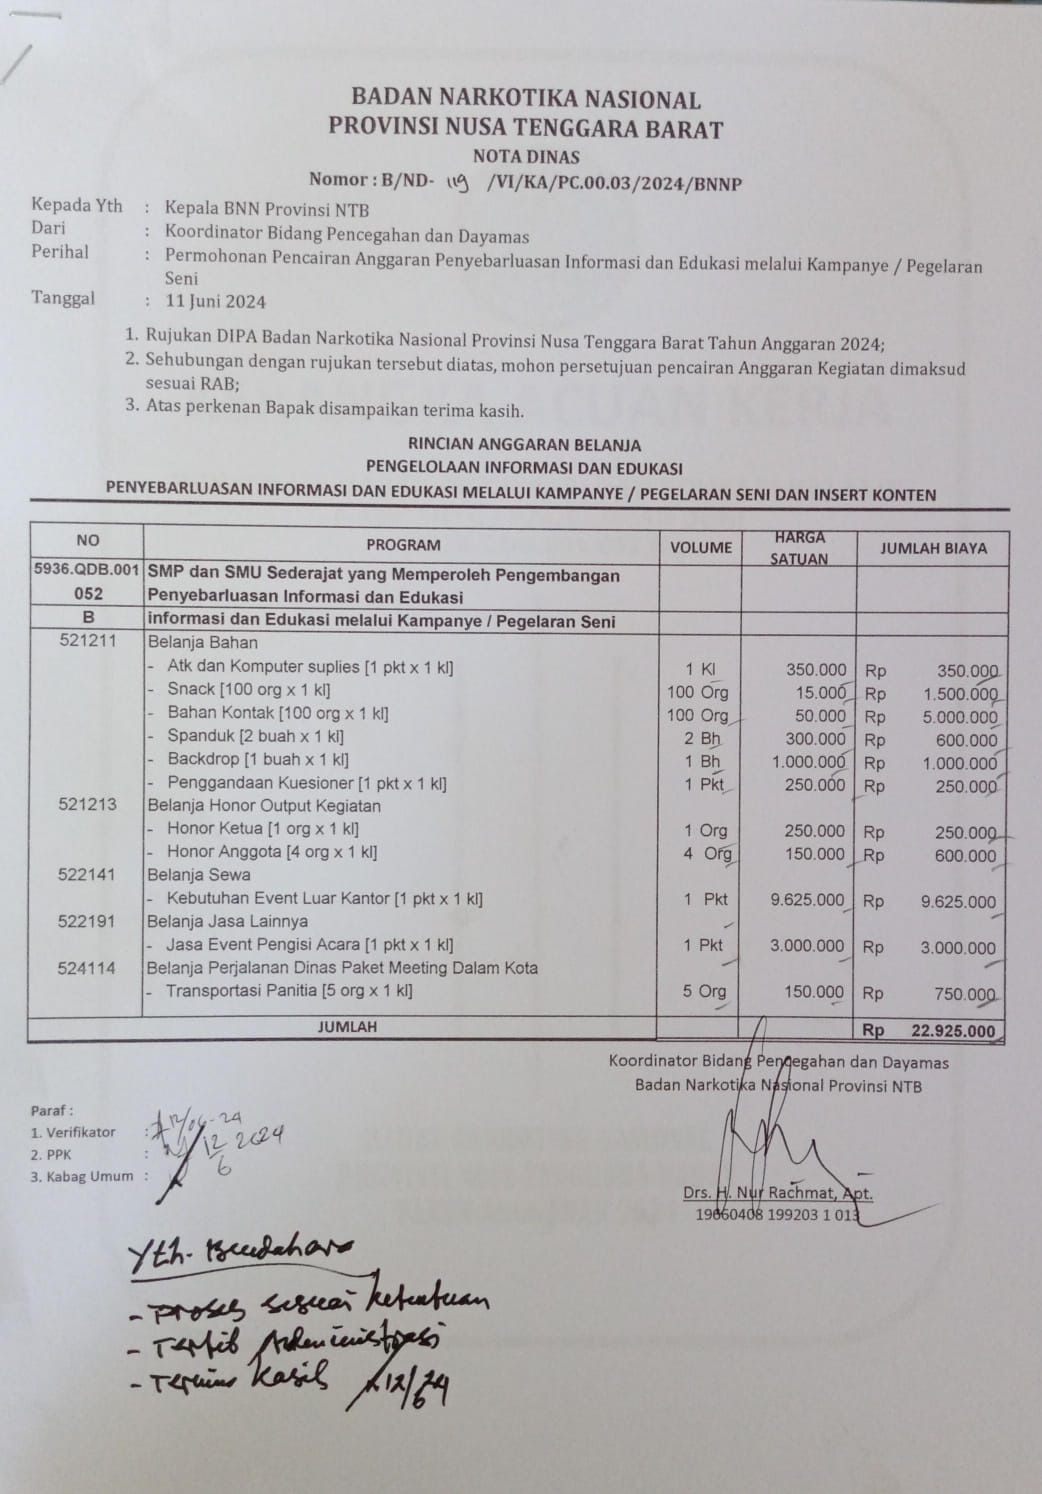 BADAN NARKOTIKA NASIONAL
PROVINSI NUSA TENGGARA BARAT
NOTA DINAS
Nomor : B/ND- 119 /VI/KA/PC.00.03/2024/BNNP
Kepada Yth : Kepala BNN Provinsi NTB
Dari : Koordinator Bidang Pencegahan dan Dayamas
Perihal : Permohonan Pencairan Anggaran Penyebarluasan Informasi dan Edukasi melalui Kampanye / Pegelaran
Seni
Tanggal : 11 Juni 2024
1. Rujukan DIPA Badan Narkotika Nasional Provinsi Nusa Tenggara Barat Tahun Anggaran 2024;
2. Sehubungan dengan rujukan tersebut diatas, mohon persetujuan pencairan Anggaran Kegiatan dimaksud
sesuai RAB;
3. Atas perkenan Bapak disampaikan terima kasih.
RINCIAN ANGGARAN BELANJA
PENGELOLAAN INFORMASI DAN EDUKASI
PENYEBARLUASAN INFORMASI DAN EDUKASI MELALUI KAMPANYE / PEGELARAN SENI DAN INSERT KONTEN
NO PROGRAM VOLUME HARGA SATUAN JUMLAH BIAYA
5936.QDB.001 SMP dan SMU Sederajat yang Memperoleh Pengembangan
052 Penyebarluasan Informasi dan Edukasi
B informasi dan Edukasi melalui Kampanye / Pegelaran Seni
521211 Belanja Bahan
- Atk dan Komputer suplies [1 pkt x 1 kl] 1 Kl 350.000 Rp 350.000
- Snack [100 org x 1 kl] 100 Org 15.000 Rp 1.500.000
- Bahan Kontak [100 org x 1 kl] 100 Org 50.000 Rp 5.000.000
- Spanduk [2 buah x 1 kl] 2 Bh 300.000 Rp 600.000
- Backdrop [1 buah x 1 kl] 1 Bh 1.000.000 Rp 1.000.000
- Penggandaan Kuesioner [1 pkt x 1 kl] 1 Pkt 250.000 Rp 250.000
521213 Belanja Honor Output Kegiatan
- Honor Ketua [1 org x 1 kl] 1 Org 250.000 Rp 250.000
- Honor Anggota [4 org x 1 kl] 4 Org 150.000 Rp 600.000
522141 Belanja Sewa
- Kebutuhan Event Luar Kantor [1 pkt x 1 kl] 1 Pkt 9.625.000 Rp 9.625.000
522191 Belanja Jasa Lainnya
- Jasa Event Pengisi Acara [1 pkt x 1 kl] 1 Pkt 3.000.000 Rp 3.000.000
524114 Belanja Perjalanan Dinas Paket Meeting Dalam Kota
- Transportasi Panitia [5 org x 1 kl] 5 Org 150.000 Rp 750.000
JUMLAH Rp 22.925.000
Koordinator Bidang Pencegahan dan Dayamas
Badan Narkotika Nasional Provinsi NTB
Paraf :
1. Verifikator : 12/06-24
2. PPK : 12/6 2024
3. Kabag Umum :
Drs. H. Nur Rachmat, Apt.
19660408 199203 1 013
Yth. Bendahara
- Proses sesuai ketentuan
- Tertib Administrasi
- Terima Kasih 12/6 24